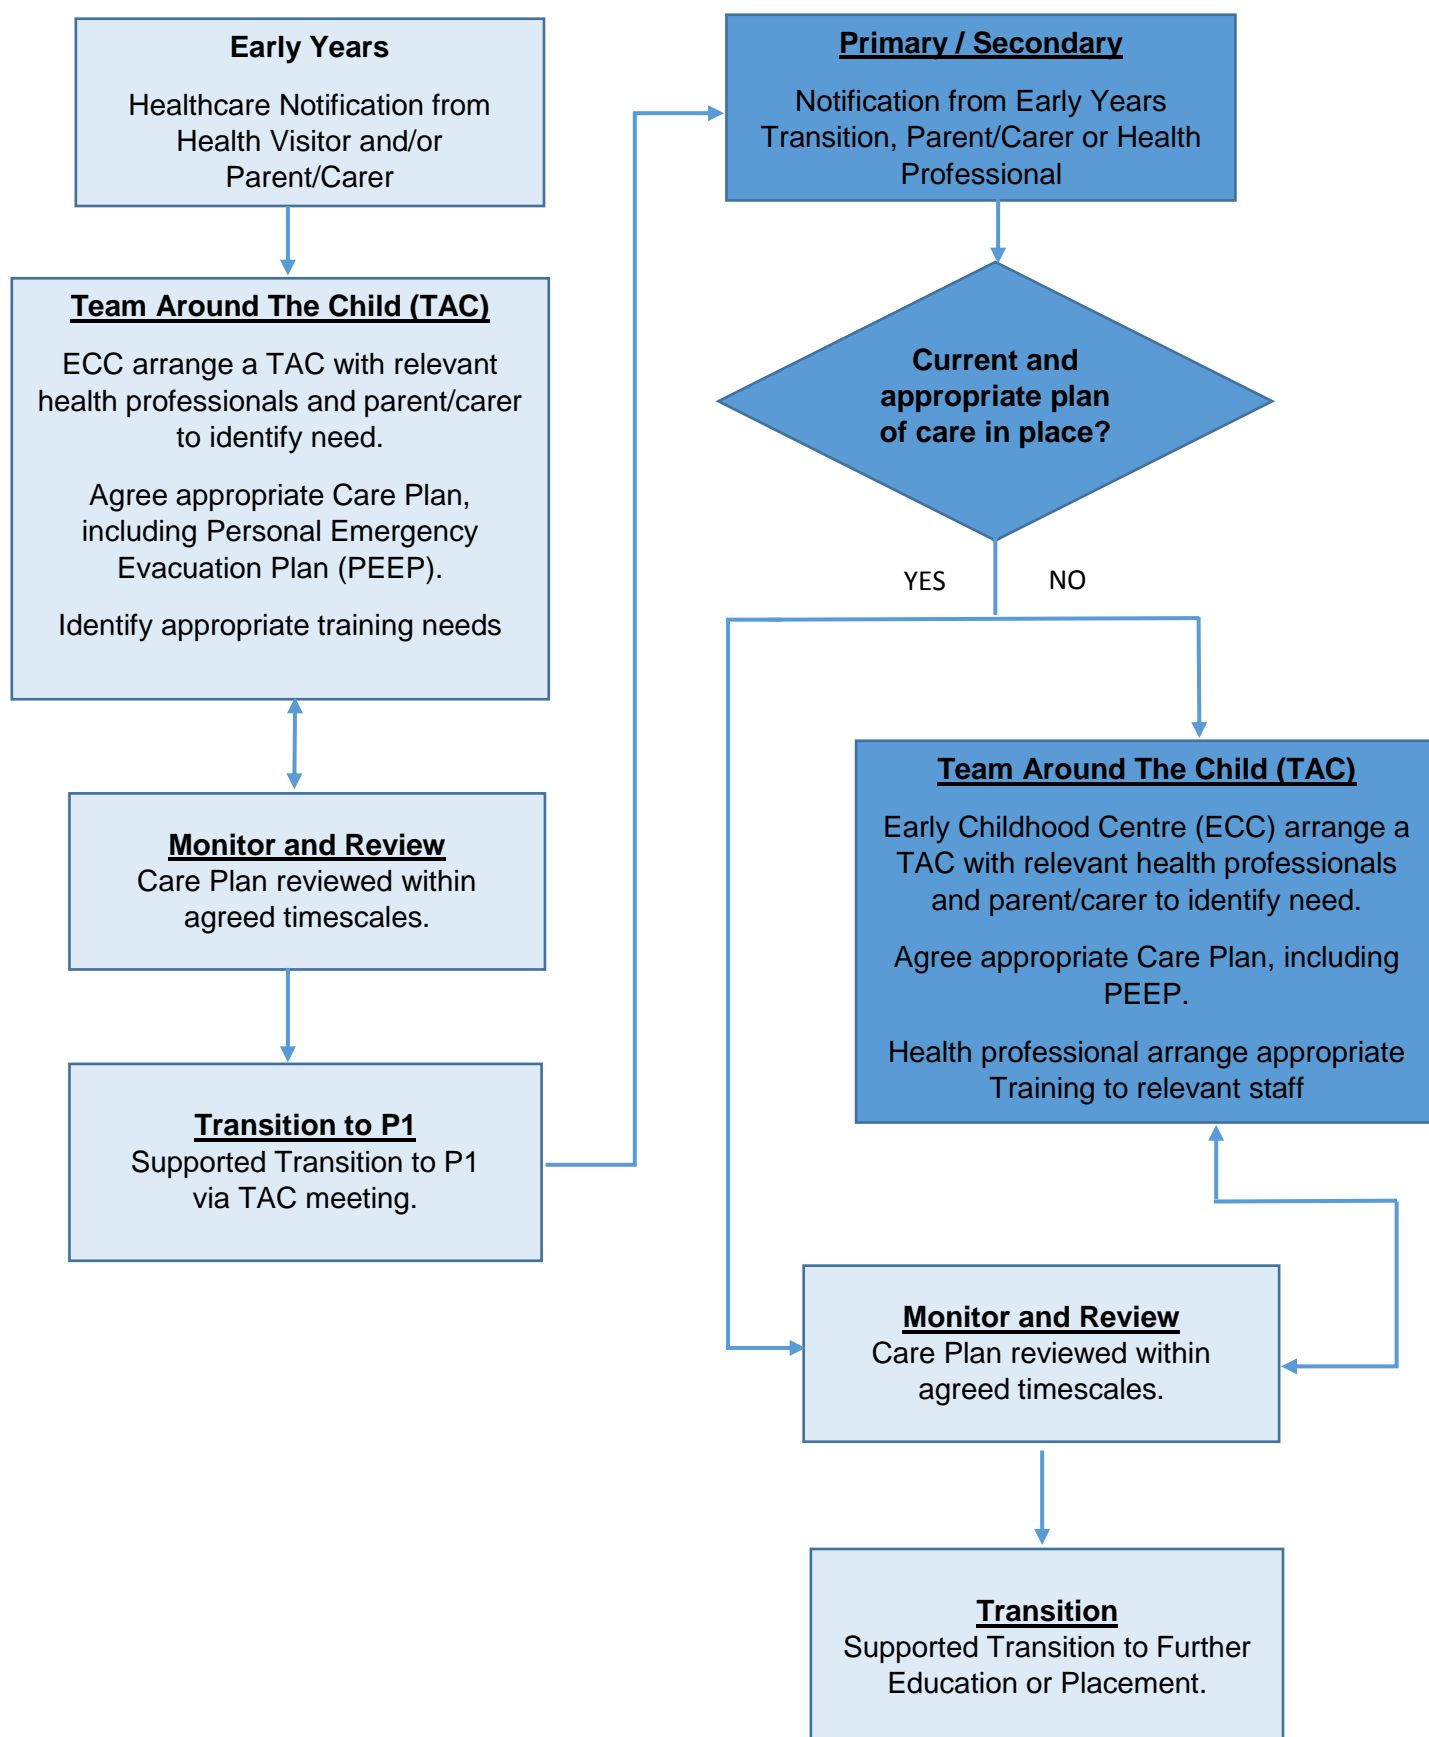 Early Years
Healthcare Notification from
Health Visitor and/or
Parent/Carer
Team Around The Child (TAC)
ECC arrange a TAC with relevant
health professionals and parent/carer
to identify need.
Agree appropriate Care Plan,
including Personal Emergency
Evacuation Plan (PEEP).
Identify appropriate training needs
Monitor and Review
Care Plan reviewed within
agreed timescales.
Transition to P1
Supported Transition to P1
via TAC meeting.
Primary / Secondary
Notification from Early Years
Transition, Parent/Carer or Health
Professional
Current and
appropriate plan
of care in place?
YES
NO
Team Around The Child (TAC)
Early Childhood Centre (ECC) arrange a
TAC with relevant health professionals
and parent/carer to identify need.
Agree appropriate Care Plan, including
PEEP.
Health professional arrange appropriate
Training to relevant staff
Monitor and Review
Care Plan reviewed within
agreed timescales.
Transition
Supported Transition to Further
Education or Placement.